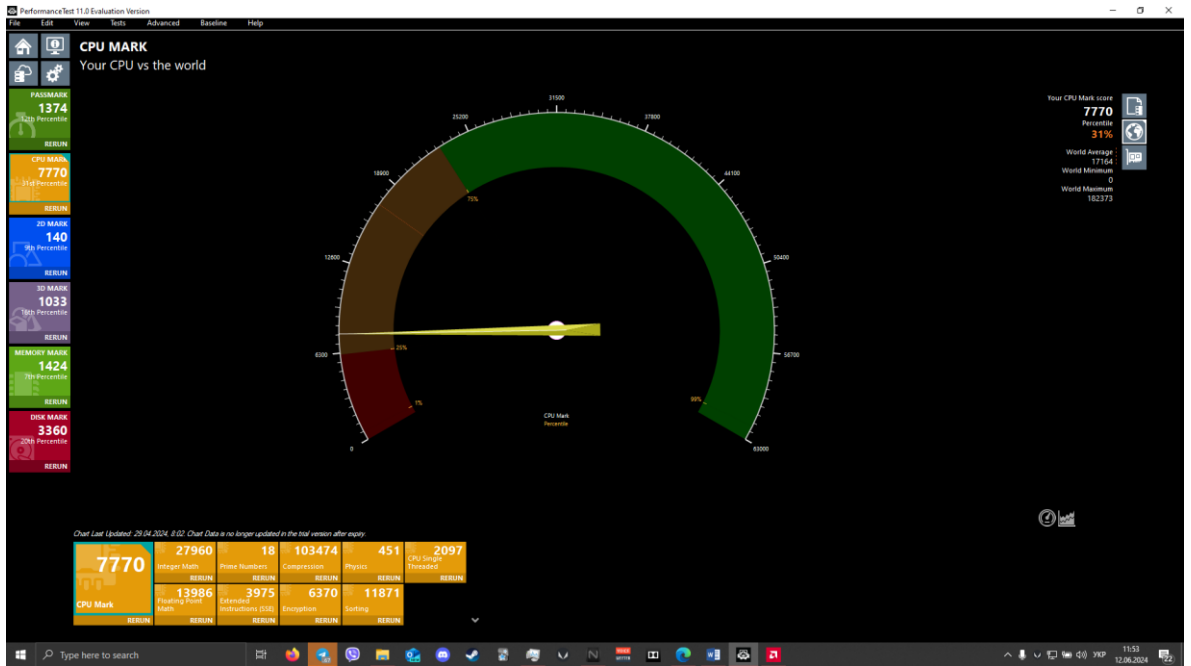 PerformanceTest 11.0 Evaluation Version
File Edit View Tests Advanced Baseline Help
CPU MARK
Your CPU vs the world
PASSMARK
1374
12th Percentile
RERUN
CPU MARK
7770
31st Percentile
RERUN
2D MARK
140
9th Percentile
RERUN
3D MARK
1033
16th Percentile
RERUN
MEMORY MARK
1424
7th Percentile
RERUN
DISK MARK
3360
20th Percentile
RERUN
0
6300
12600
18900
25200
31500
37800
44100
50400
56700
63000
1%
25%
75%
99%
CPU Mark
Percentile
Your CPU Mark score
7770
Percentile
31%
World Average
17164
World Minimum
0
World Maximum
182373
Chart Last Updated: 29.04.2024, 8:02. Chart Data is no longer updated in the trial version after expiry.
7770
CPU Mark
RERUN
27960
Integer Math
RERUN
18
Prime Numbers
RERUN
103474
Compression
RERUN
451
Physics
RERUN
2097
CPU Single Threaded
RERUN
13986
Floating Point Math
RERUN
3975
Extended Instructions (SSE)
RERUN
6370
Encryption
RERUN
11871
Sorting
RERUN
Type here to search
УКР
11:53
12.06.2024
22